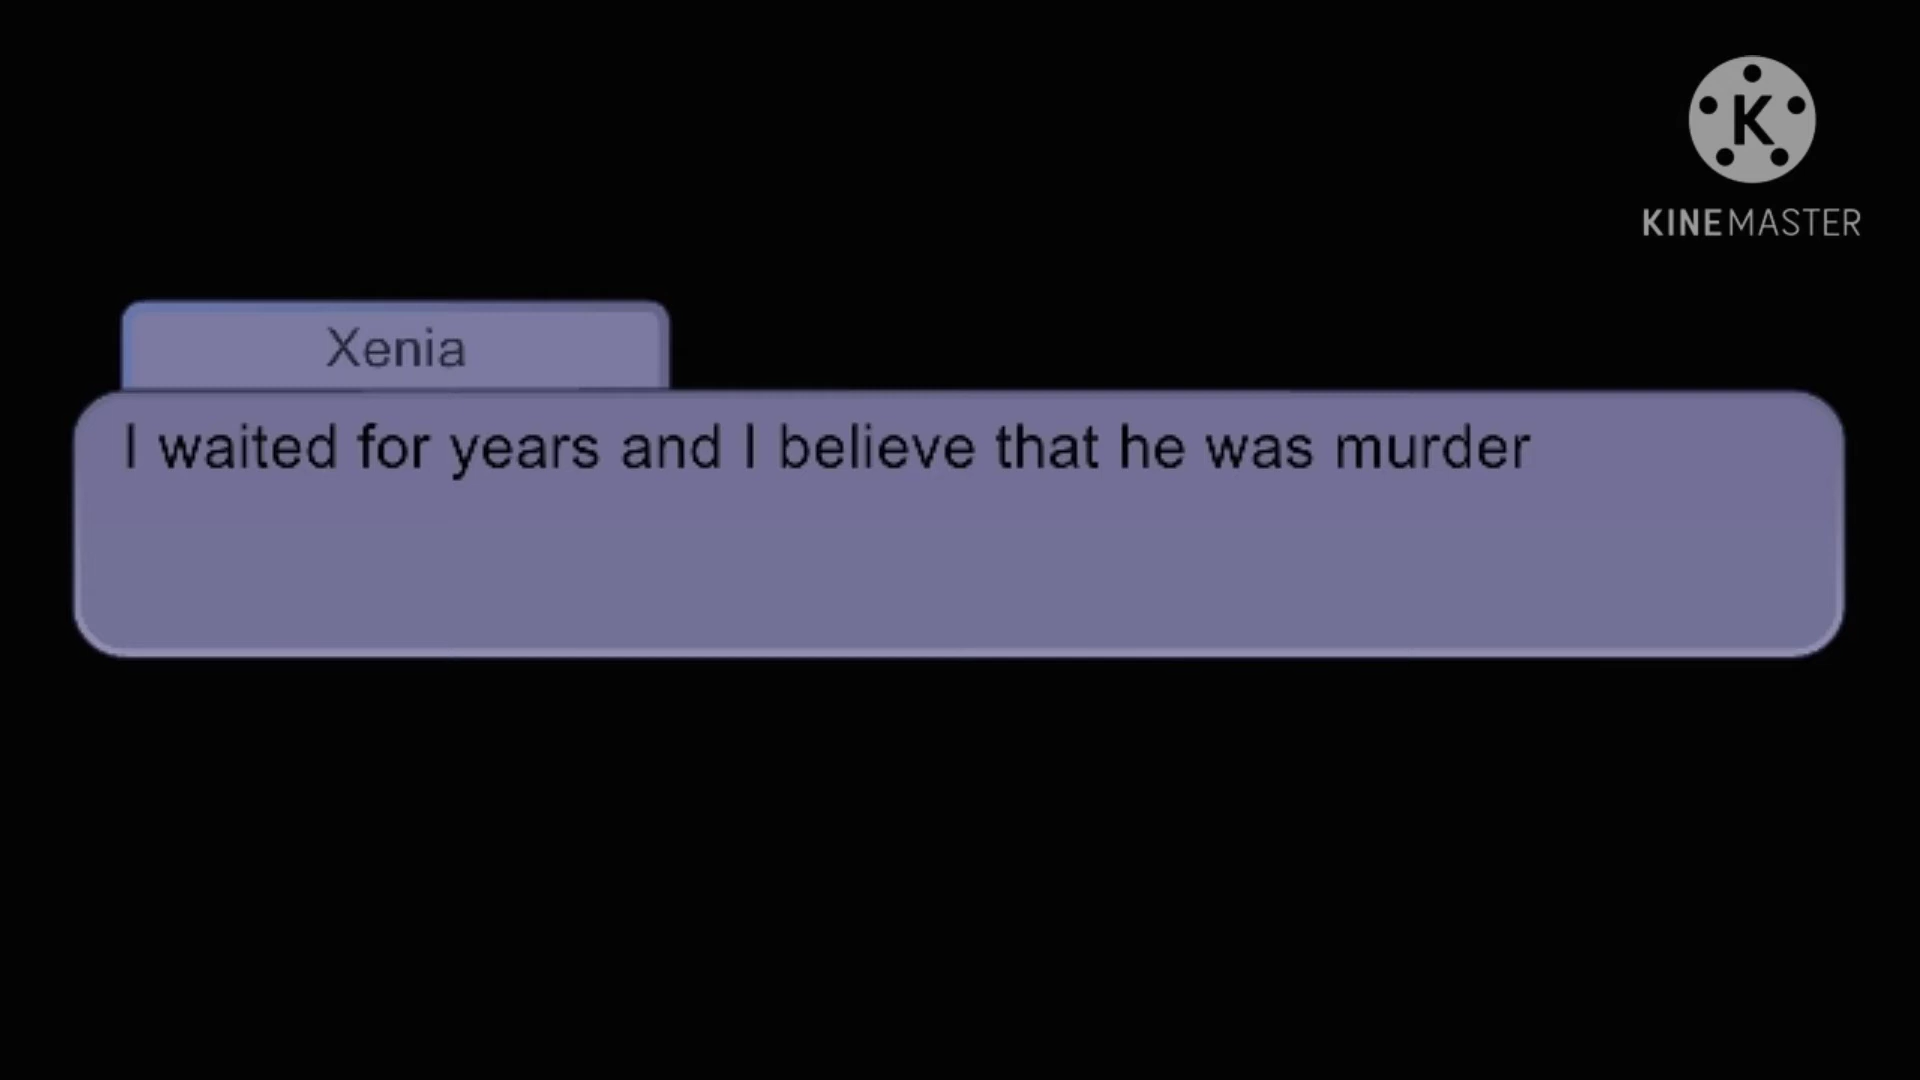 K
KINEMASTER
Xenia
I waited for years and I believe that he was murder